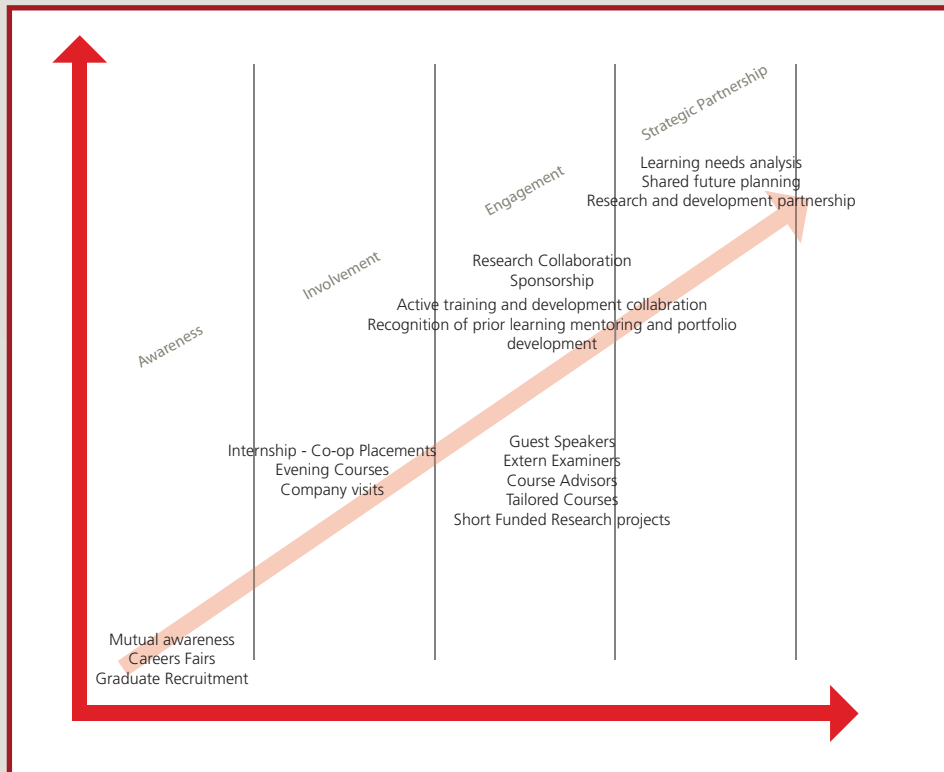 Strategic Partnership
Learning needs analysis
Shared future planning
Research and development partnership
Engagement
Research Collaboration
Sponsorship
Active training and development collabration
Recognition of prior learning mentoring and portfolio
development
Involvement
Awareness
Internship - Co-op Placements
Evening Courses
Company visits
Guest Speakers
Extern Examiners
Course Advisors
Tailored Courses
Short Funded Research projects
Mutual awareness
Careers Fairs
Graduate Recruitment